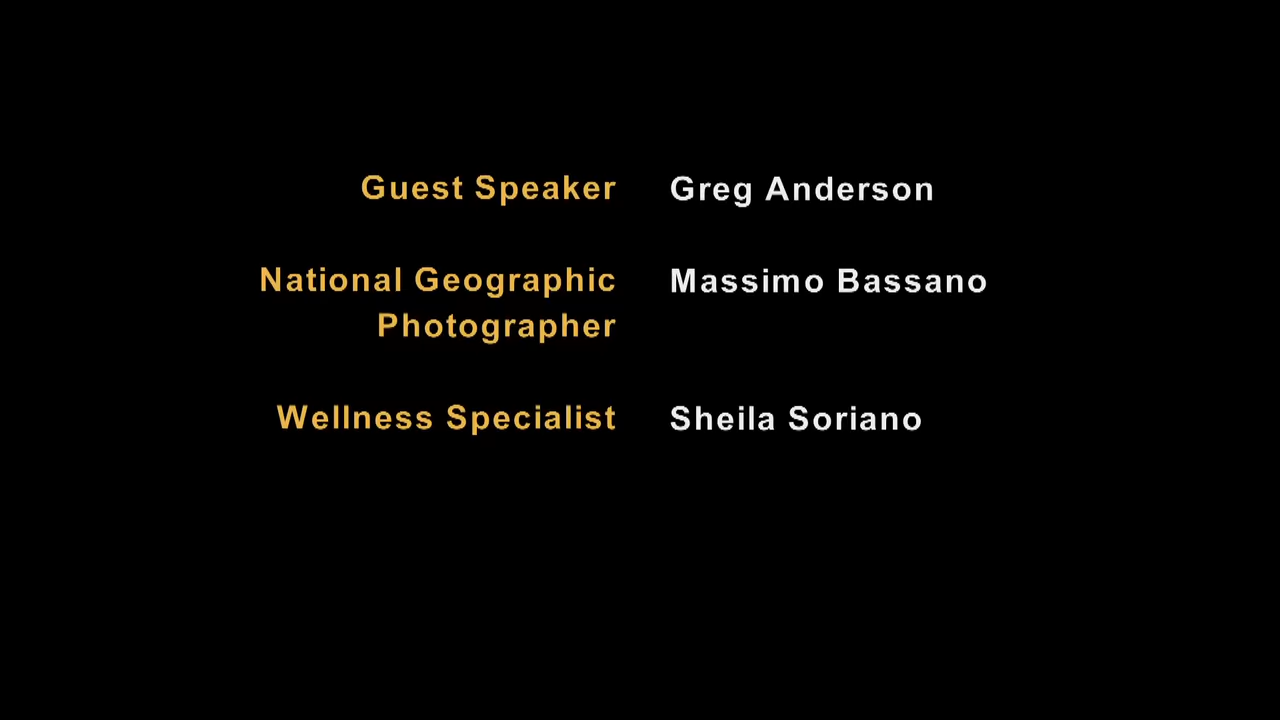 Guest Speaker Greg Anderson
National Geographic Massimo Bassano
Photographer
Wellness Specialist Sheila Soriano